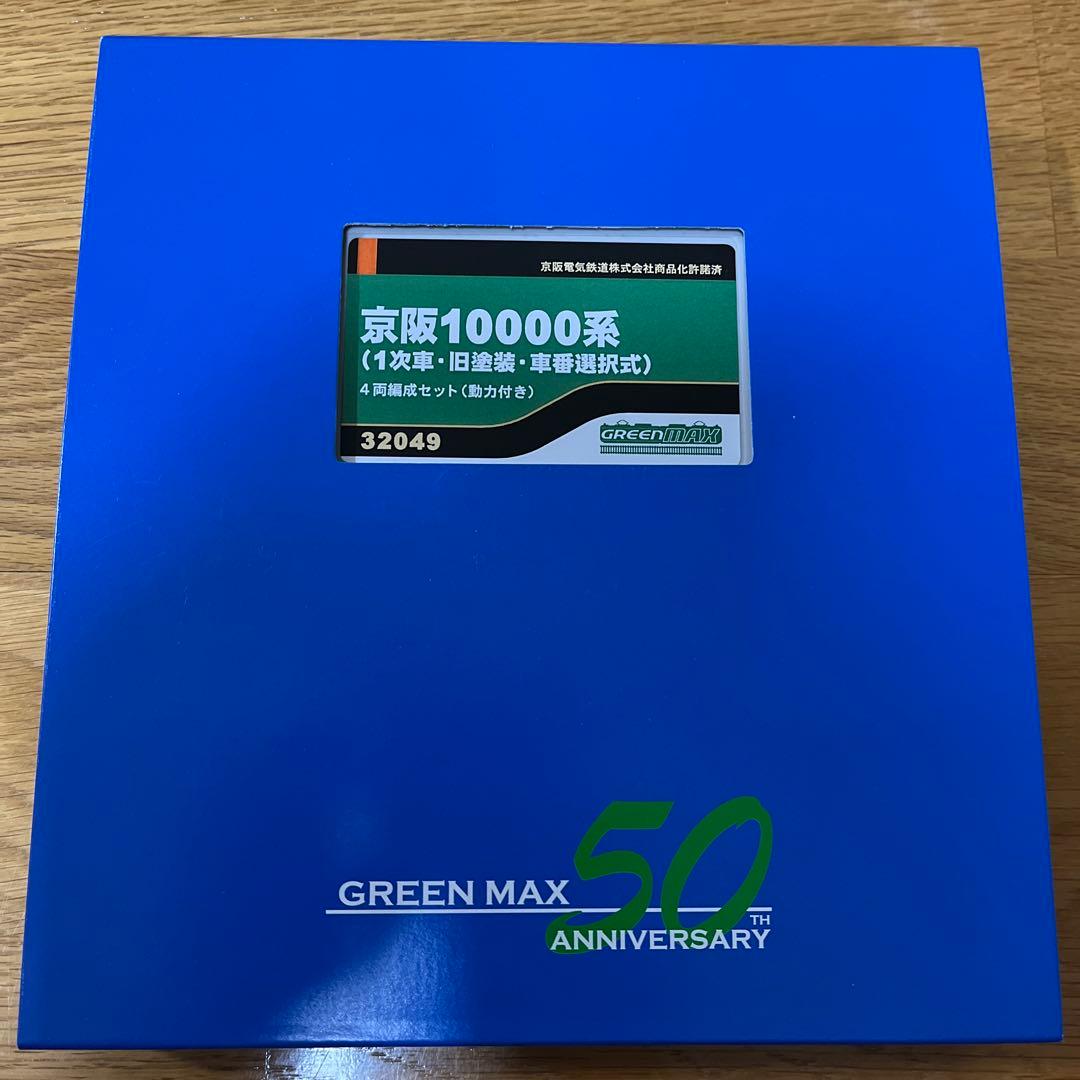 京阪電気鉄道株式会社商品化許諾済
京阪10000系
(1次車・旧塗装・車番選択式)
4両編成セット(動力付き)
32049
GREENMAX
GREEN MAX 50TH
ANNIVERSARY